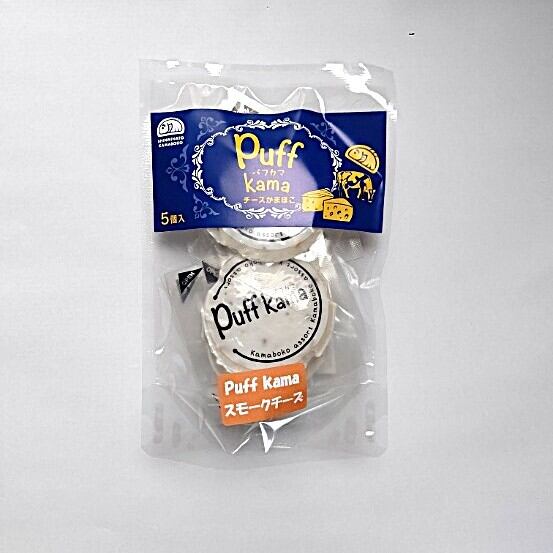 Puff
パフカマ
Kama
チーズかまぼこ
5個入
Puff Kama
Kamaboko assort
Puff Kama
スモークチーズ